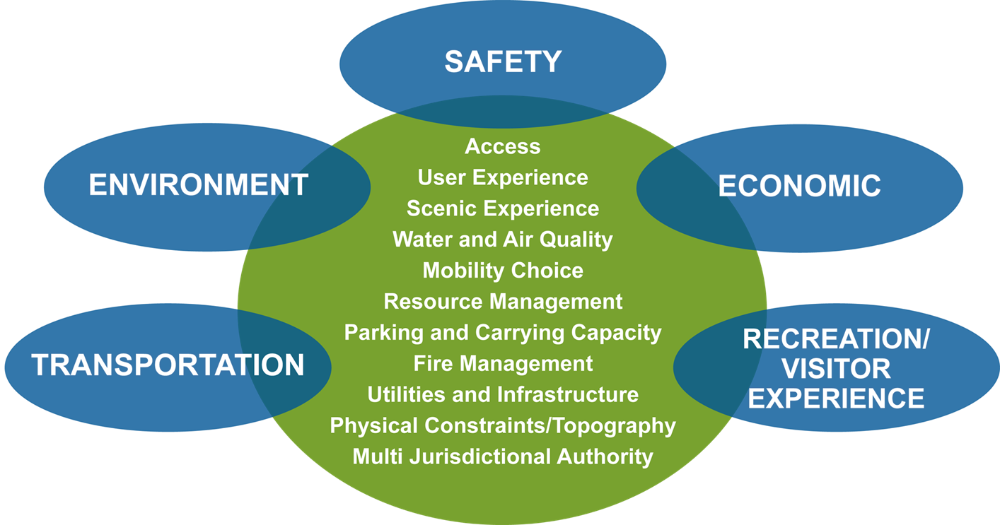 SAFETY
ENVIRONMENT
ECONOMIC
TRANSPORTATION
RECREATION/
VISITOR
EXPERIENCE
Access
User Experience
Scenic Experience
Water and Air Quality
Mobility Choice
Resource Management
Parking and Carrying Capacity
Fire Management
Utilities and Infrastructure
Physical Constraints/Topography
Multi Jurisdictional Authority